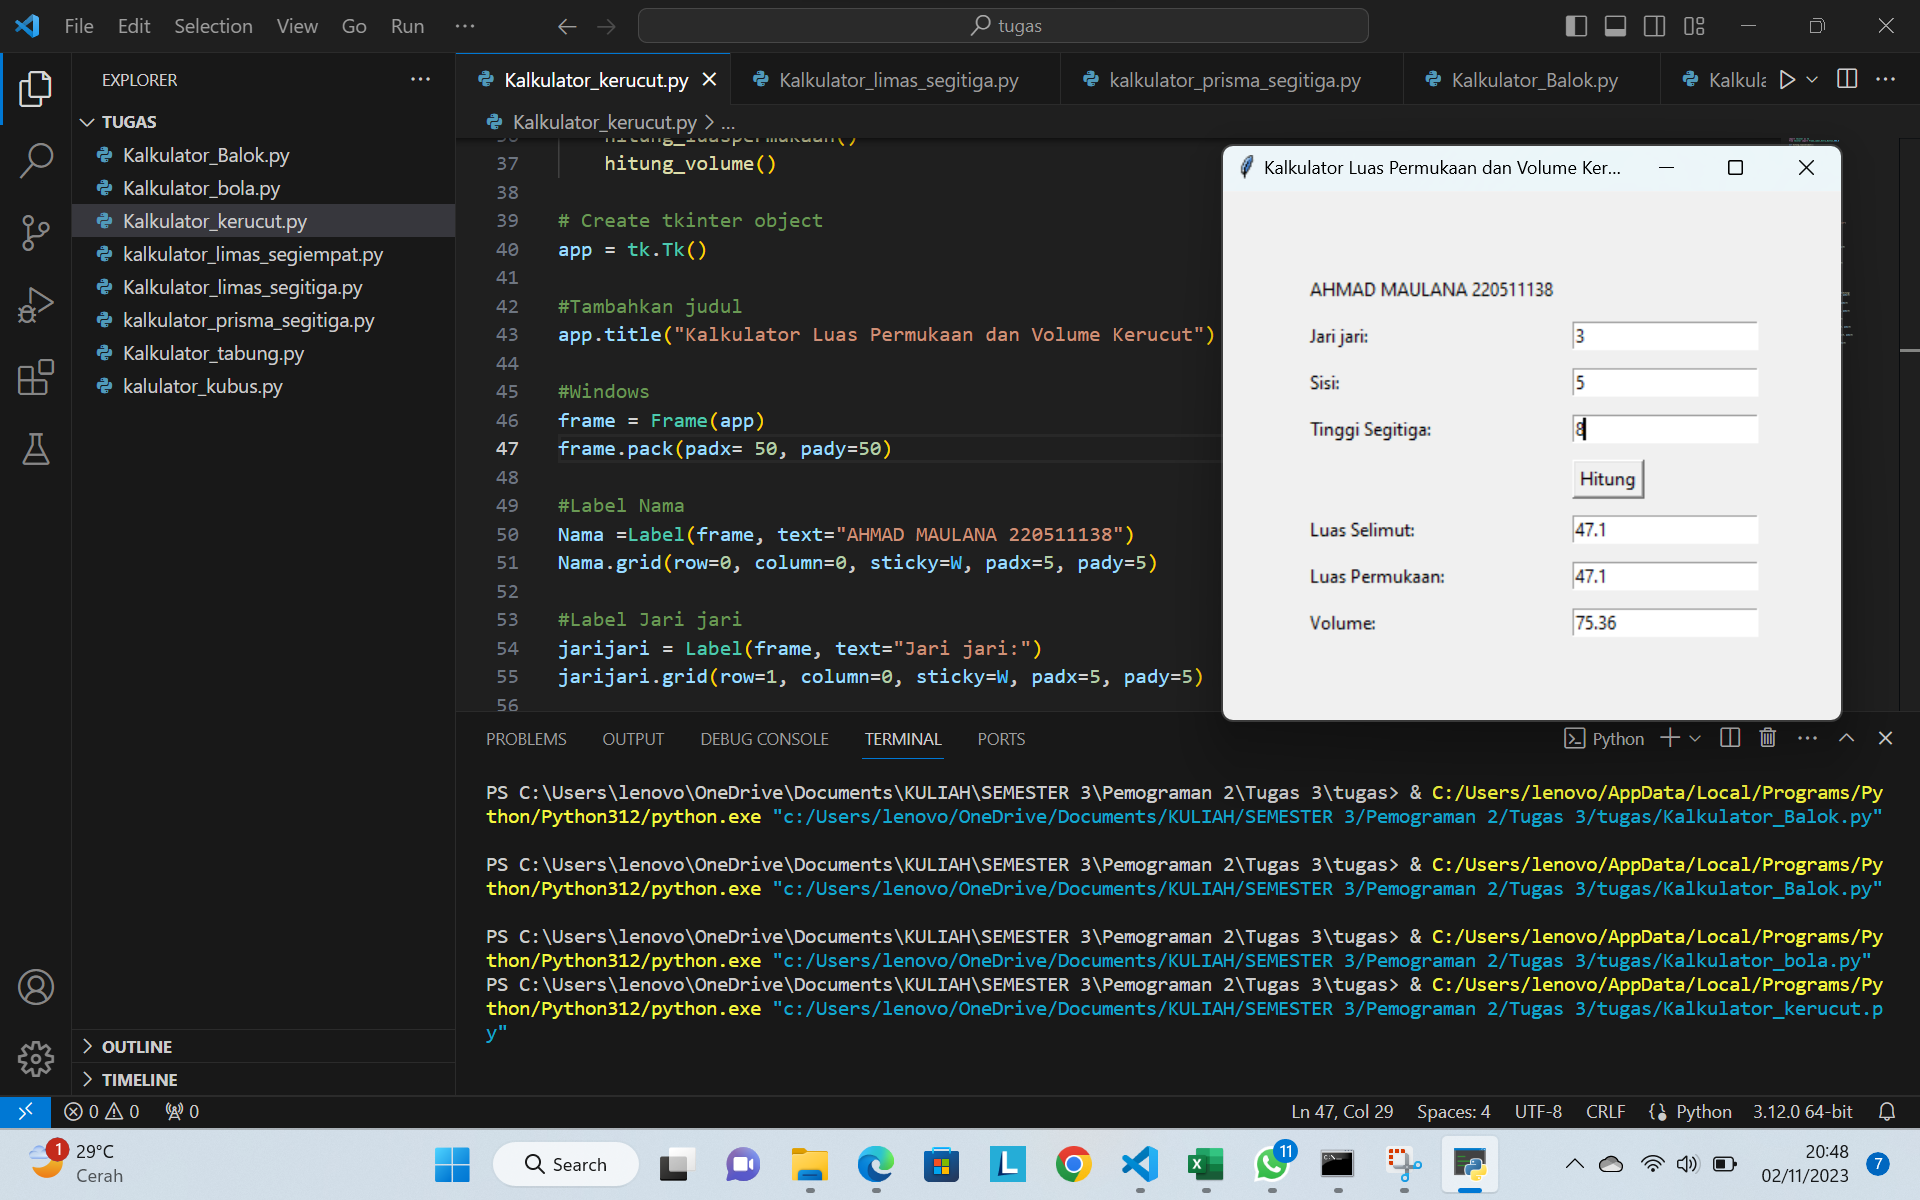 File Edit Selection View Go Run ···
tugas
EXPLORER
TUGAS
Kalkulator_Balok.py
Kalkulator_bola.py
Kalkulator_kerucut.py
kalkulator_limas_segiempat.py
Kalkulator_limas_segitiga.py
kalkulator_prisma_segitiga.py
Kalkulator_tabung.py
kalulator_kubus.py
OUTLINE
TIMELINE
Kalkulator_kerucut.py Kalkulator_limas_segitiga.py kalkulator_prisma_segitiga.py Kalkulator_Balok.py
Kalkulator_kerucut.py > ...
36 hitung_luaspermukaan()
37 hitung_volume()
38
39 # Create tkinter object
40 app = tk.Tk()
41
42 #Tambahkan judul
43 app.title("Kalkulator Luas Permukaan dan Volume Kerucut")
44
45 #Windows
46 frame = Frame(app)
47 frame.pack(padx= 50, pady=50)
48
49 #Label Nama
50 Nama =Label(frame, text="AHMAD MAULANA 220511138")
51 Nama.grid(row=0, column=0, sticky=W, padx=5, pady=5)
52
53 #Label Jari jari
54 jarijari = Label(frame, text="Jari jari:")
55 jarijari.grid(row=1, column=0, sticky=W, padx=5, pady=5)
56
Kalkulator Luas Permukaan dan Volume Ker...
AHMAD MAULANA 220511138
Jari jari: 3
Sisi: 5
Tinggi Segitiga: 8
Hitung
Luas Selimut: 47.1
Luas Permukaan: 47.1
Volume: 75.36
PROBLEMS OUTPUT DEBUG CONSOLE TERMINAL PORTS
Python
PS C:\Users\lenovo\OneDrive\Documents\KULIAH\SEMESTER 3\Pemograman 2\Tugas 3\tugas> & C:/Users/lenovo/AppData/Local/Programs/Py
thon/Python312/python.exe "c:/Users/lenovo/OneDrive/Documents/KULIAH/SEMESTER 3/Pemograman 2/Tugas 3/tugas/Kalkulator_Balok.py"
PS C:\Users\lenovo\OneDrive\Documents\KULIAH\SEMESTER 3\Pemograman 2\Tugas 3\tugas> & C:/Users/lenovo/AppData/Local/Programs/Py
thon/Python312/python.exe "c:/Users/lenovo/OneDrive/Documents/KULIAH/SEMESTER 3/Pemograman 2/Tugas 3/tugas/Kalkulator_Balok.py"
PS C:\Users\lenovo\OneDrive\Documents\KULIAH\SEMESTER 3\Pemograman 2\Tugas 3\tugas> & C:/Users/lenovo/AppData/Local/Programs/Py
thon/Python312/python.exe "c:/Users/lenovo/OneDrive/Documents/KULIAH/SEMESTER 3/Pemograman 2/Tugas 3/tugas/Kalkulator_bola.py"
PS C:\Users\lenovo\OneDrive\Documents\KULIAH\SEMESTER 3\Pemograman 2\Tugas 3\tugas> & C:/Users/lenovo/AppData/Local/Programs/Py
thon/Python312/python.exe "c:/Users/lenovo/OneDrive/Documents/KULIAH/SEMESTER 3/Pemograman 2/Tugas 3/tugas/Kalkulator_kerucut.p
y"
0 0 0
Ln 47, Col 29 Spaces: 4 UTF-8 CRLF Python 3.12.0 64-bit
1 29°C
Cerah
Search
11
20:48
02/11/2023
7